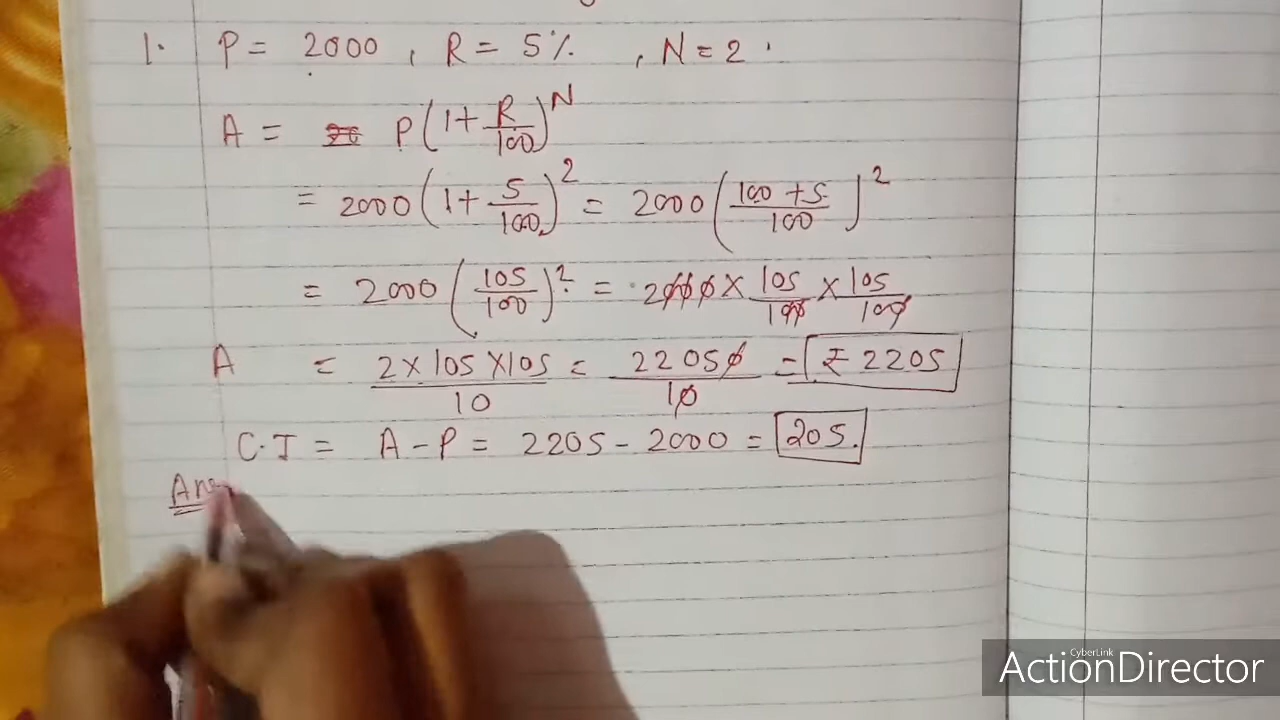 1. P = 2000 , R = 5% , N = 2 .
A = P(1+R/100)^N
= 2000(1+5/100)^2 = 2000(100+5/100)^2
= 2000(105/100)^2 = 2000 × 105/100 × 105/100
A = 2×105×105/10 = 22050/10 = ₹ 2205
C.I = A - P = 2205 - 2000 = 205.
Ans
CyberLink
ActionDirector